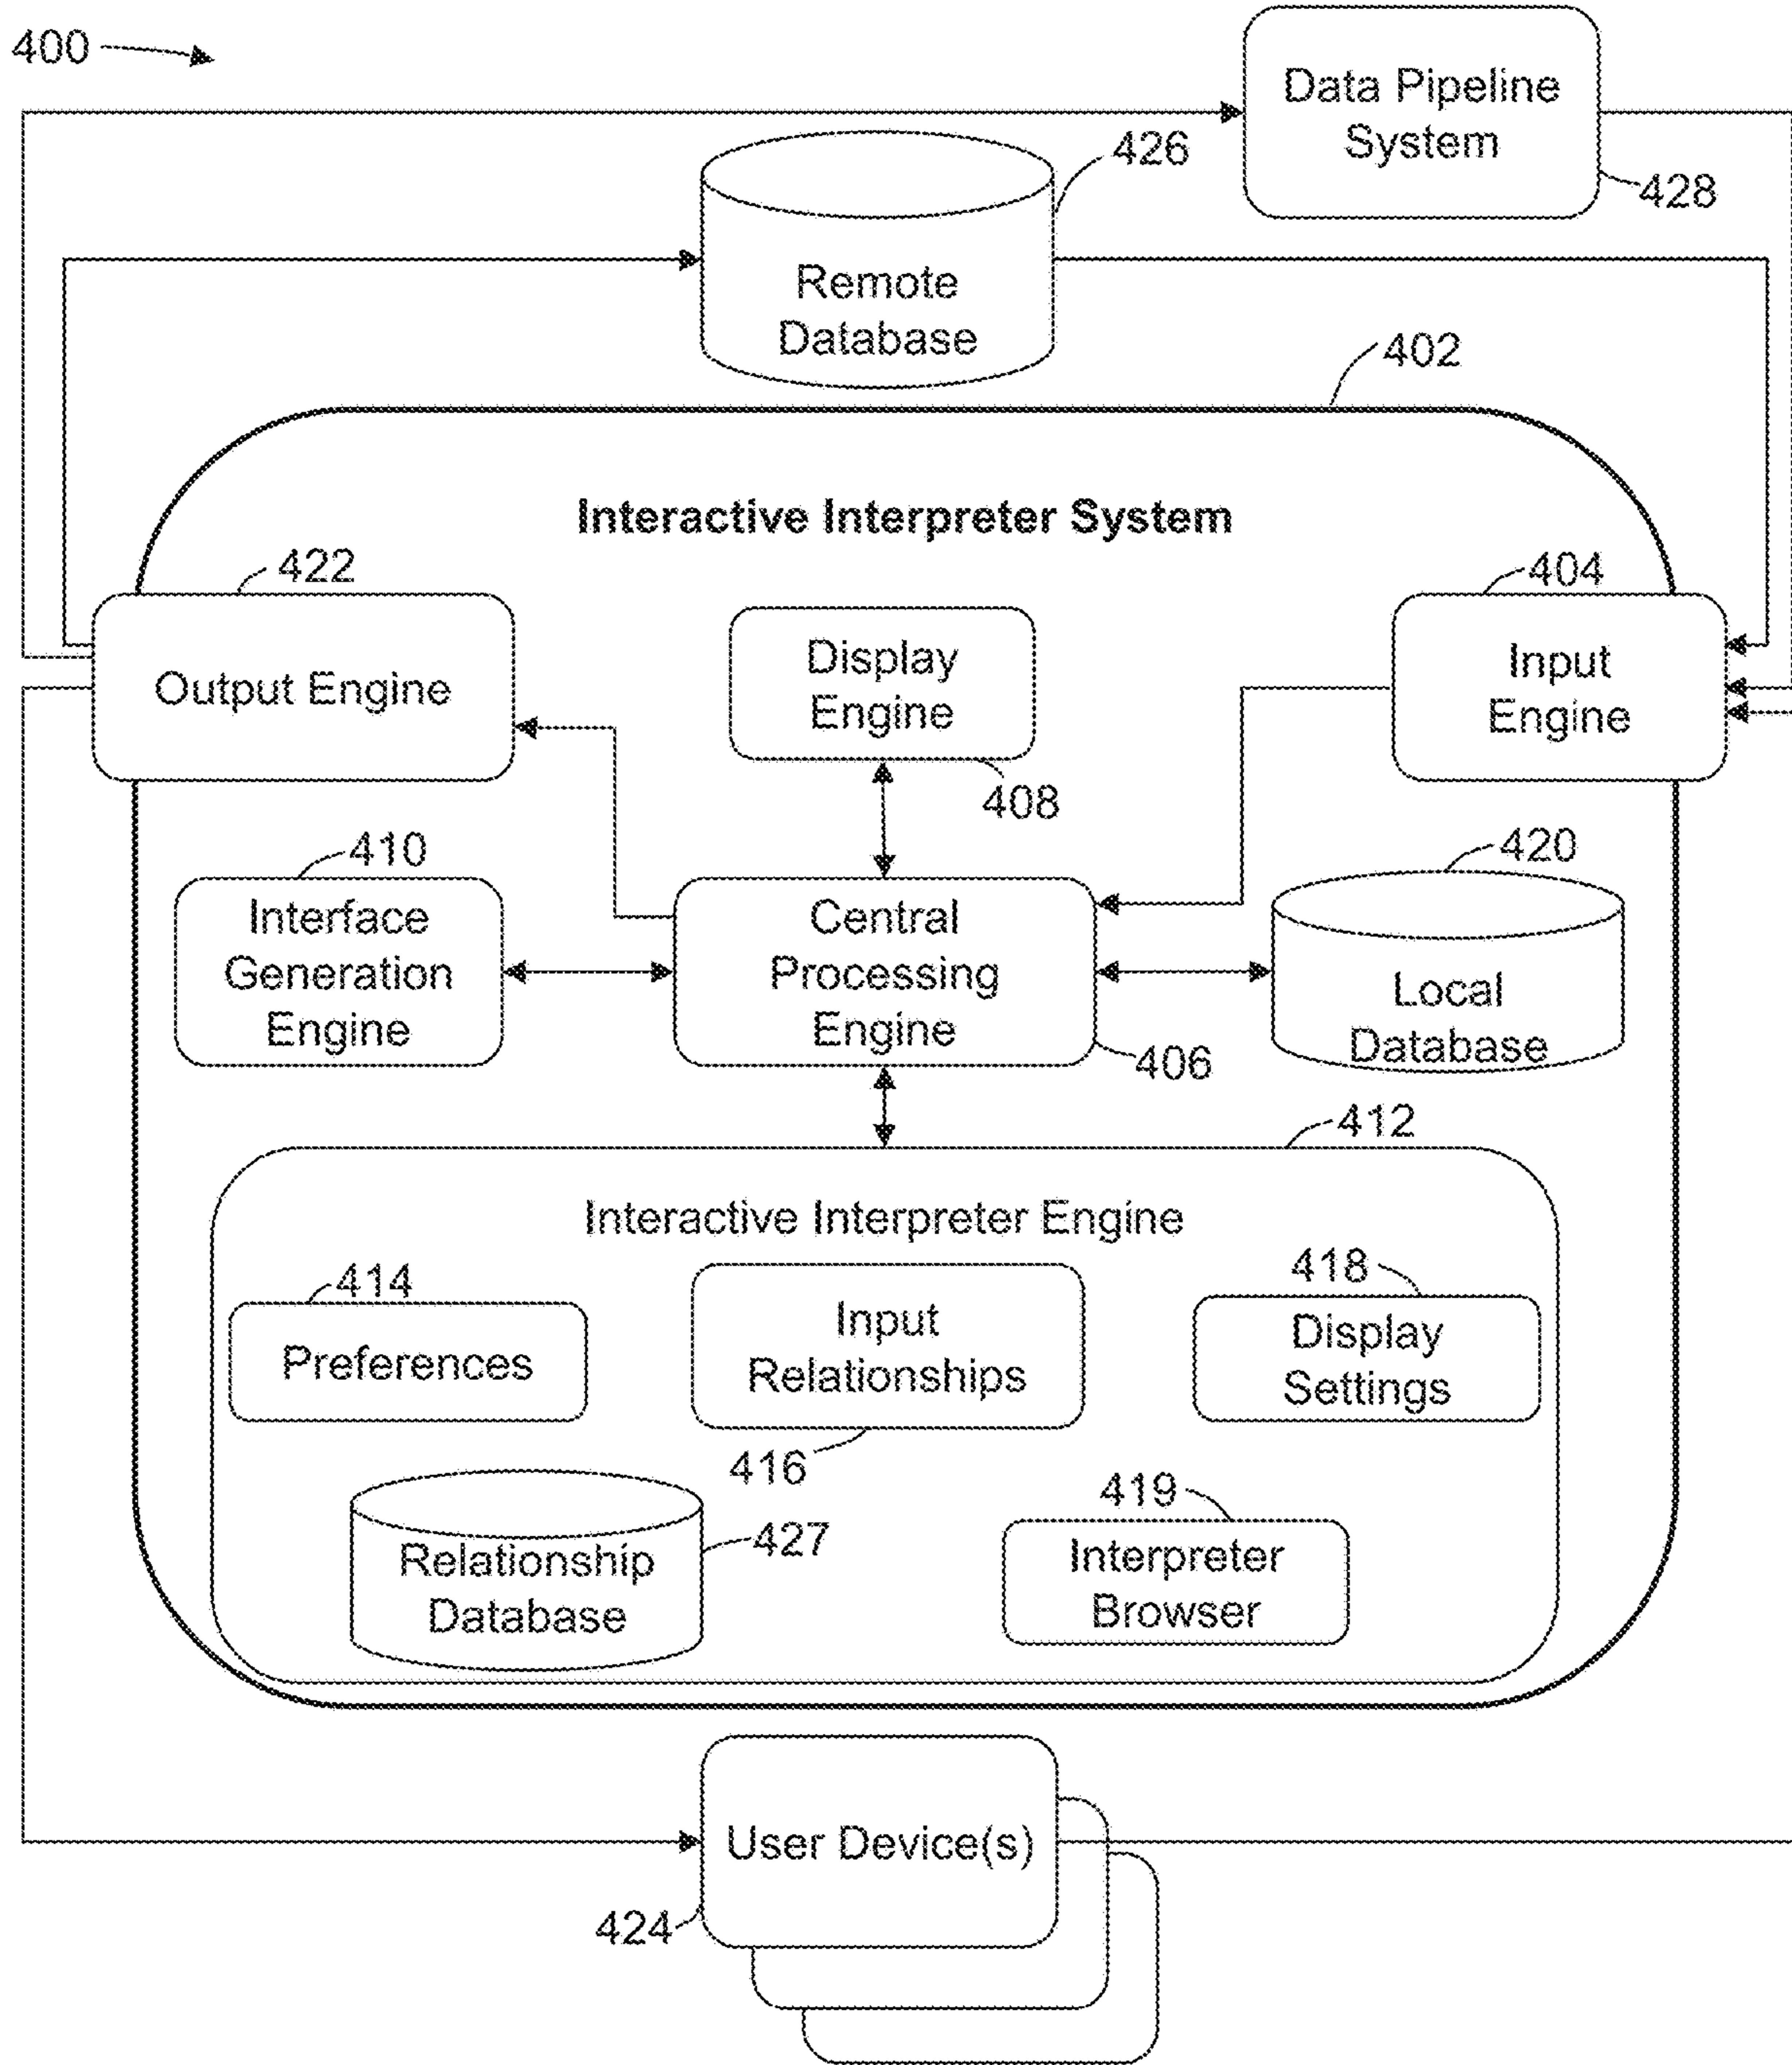 400
Data Pipeline
System
428
426
Remote
Database
402
Interactive Interpreter System
422
404
Output Engine
Display
Engine
408
Input
Engine
410
420
Interface
Generation
Engine
Central
Processing
Engine
406
Local
Database
412
Interactive Interpreter Engine
414
Preferences
Input
Relationships
416
418
Display
Settings
427
Relationship
Database
419
Interpreter
Browser
User Device(s)
424